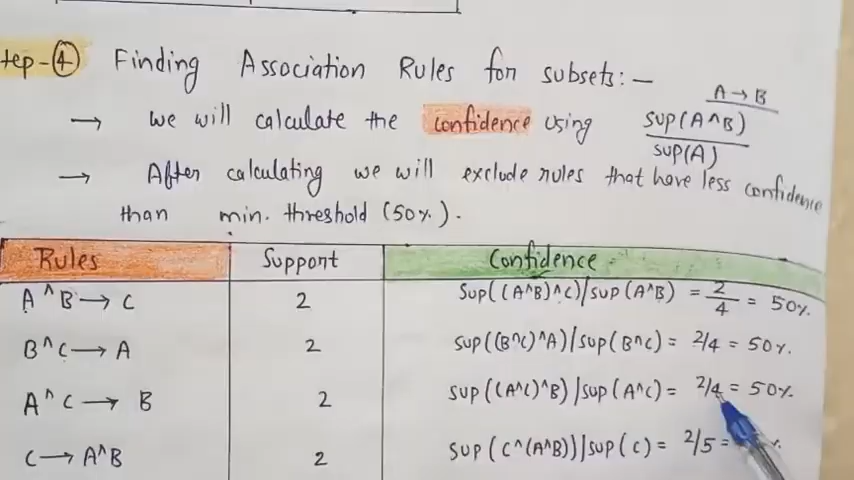 tep-④ Finding Association Rules for subsets:—
A → B
→ we will calculate the confidence using sup(A^B)
sup(A)
→ After calculating we will exclude rules that have less confidence
than min. threshold (50%).
Rules Support Confidence
A^B → C 2 Sup((A^B)^C)/sup(A^B) = 2/4 = 50%
B^C → A 2 Sup((B^C)^A)/sup(B^C) = 2/4 = 50%.
A^C → B 2 Sup((A^C)^B)/sup(A^C) = 2/4 = 50%.
C → A^B 2 Sup(C^(A^B))/sup(C) = 2/5 = %.